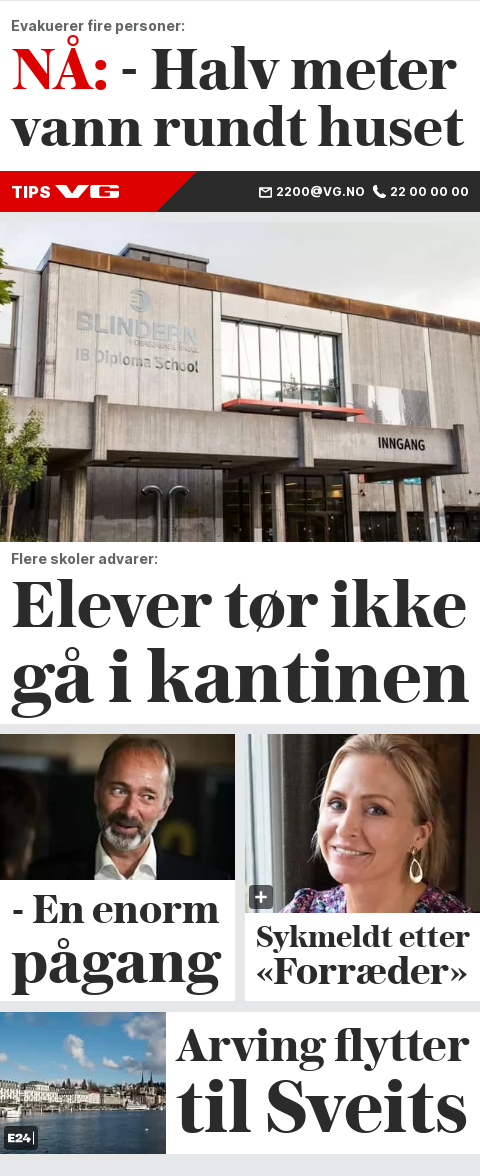 Evakuerer fire personer:
NÅ: - Halv meter
vann rundt huset
TIPS VG 2200@VG.NO 22 00 00 00
BLINDERN
IB Diploma School
INNGANG
Flere skoler advarer:
Elever tør ikke
gå i kantinen
- En enorm
pågang
Sykmeldt etter
«Forræder»
Arving flytter
til Sveits
E24